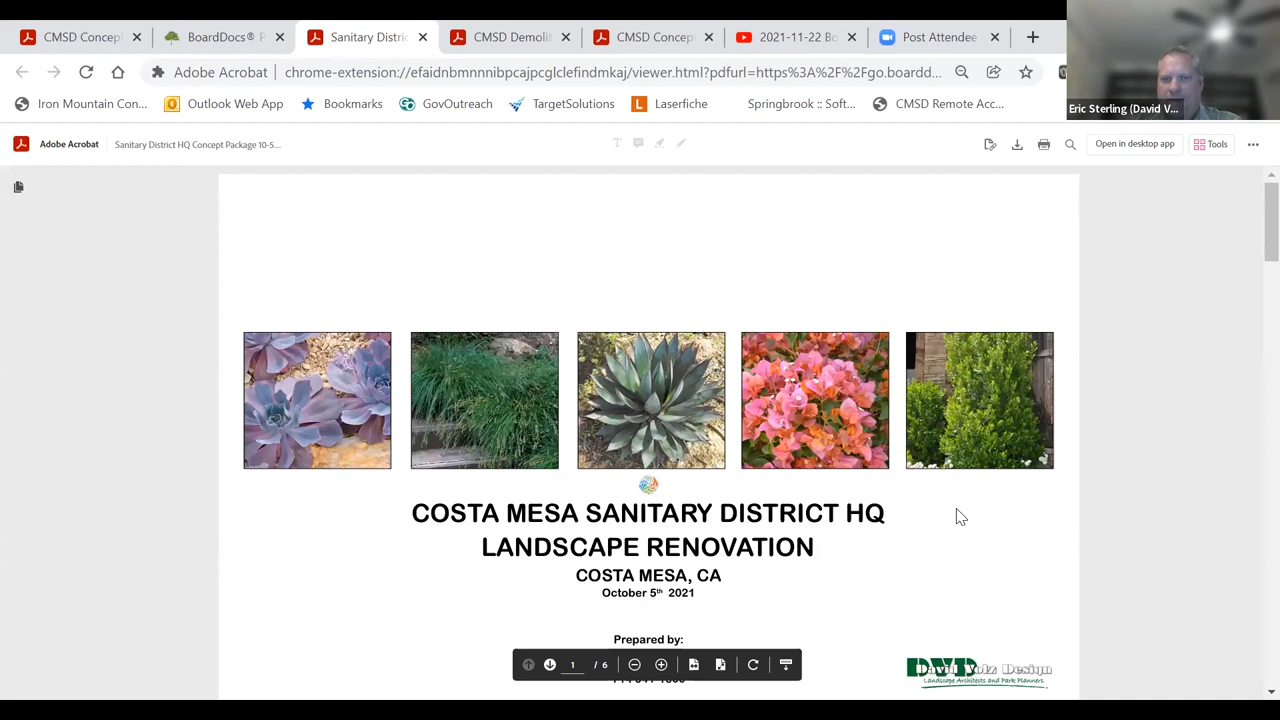 CMSD Concep
BoardDocs® P
Sanitary Distric
CMSD Demolit
CMSD Concep
2021-11-22 Bo
Post Attendee
Adobe Acrobat
chrome-extension://efaidnbmnnnibpcajpcglclefindmkaj/viewer.html?pdfurl=https%3A%2F%2Fgo.boardd...
Iron Mountain Con...
Outlook Web App
Bookmarks
GovOutreach
TargetSolutions
Laserfiche
Springbrook :: Soft...
CMSD Remote Acc...
Eric Sterling (David V...
Adobe Acrobat
Sanitary District HQ Concept Package 10-5...
Open in desktop app
Tools
COSTA MESA SANITARY DISTRICT HQ
LANDSCAPE RENOVATION
COSTA MESA, CA
October 5th 2021
Prepared by:
1 / 6
DVD
David Volz Design
Landscape Architects and Park Planners